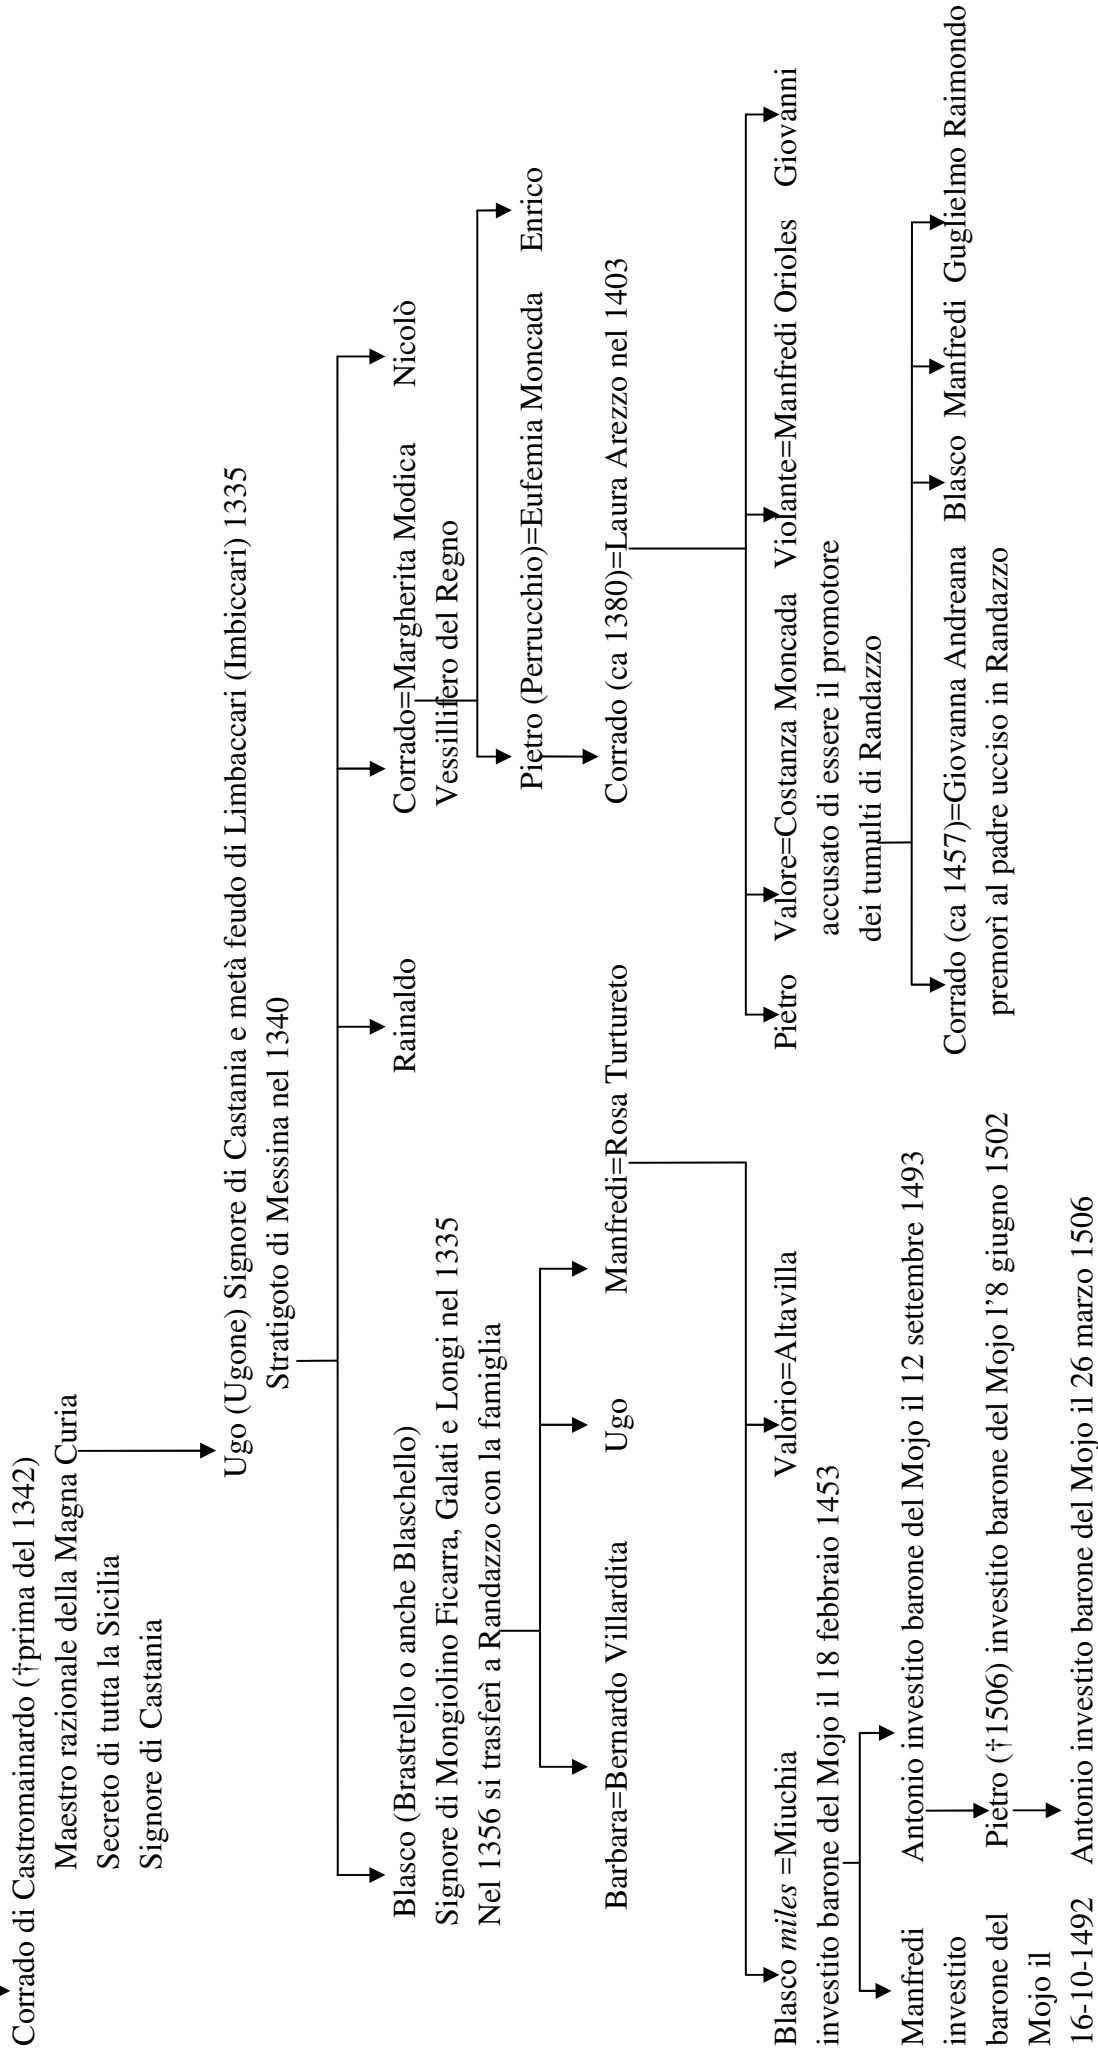 Corrado di Castromainardo (†prima del 1342)
Maestro razionale della Magna Curia
Secreto di tutta la Sicilia
Signore di Castania
Ugo (Ugone) Signore di Castania e metà feudo di Limbaccari (Imbiccari) 1335
Stratigoto di Messina nel 1340
Blasco (Brastrello o anche Blaschello)
Signore di Mongiolino Ficarra, Galati e Longi nel 1335
Nel 1356 si trasferì a Randazzo con la famiglia
Rainaldo
Corrado=Margherita Modica
Vessillifero del Regno
Nicolò
Pietro (Perrucchio)=Eufemia Moncada
Enrico
Barbara=Bernardo Villardita
Ugo
Manfredi=Rosa Turtureto
Corrado (ca 1380)=Laura Arezzo nel 1403
Blasco miles =Miuchia
investito barone del Mojo il 18 febbraio 1453
Valorio=Altavilla
Pietro
Valore=Costanza Moncada
accusato di essere il promotore
dei tumulti di Randazzo
Violante=Manfredi Orioles
Giovanni
Manfredi
investito
barone del
Mojo il
16-10-1492
Antonio investito barone del Mojo il 12 settembre 1493
Pietro (†1506) investito barone del Mojo l'8 giugno 1502
Antonio investito barone del Mojo il 26 marzo 1506
Corrado (ca 1457)=Giovanna Andreana
premorì al padre ucciso in Randazzo
Blasco
Manfredi
Guglielmo Raimondo